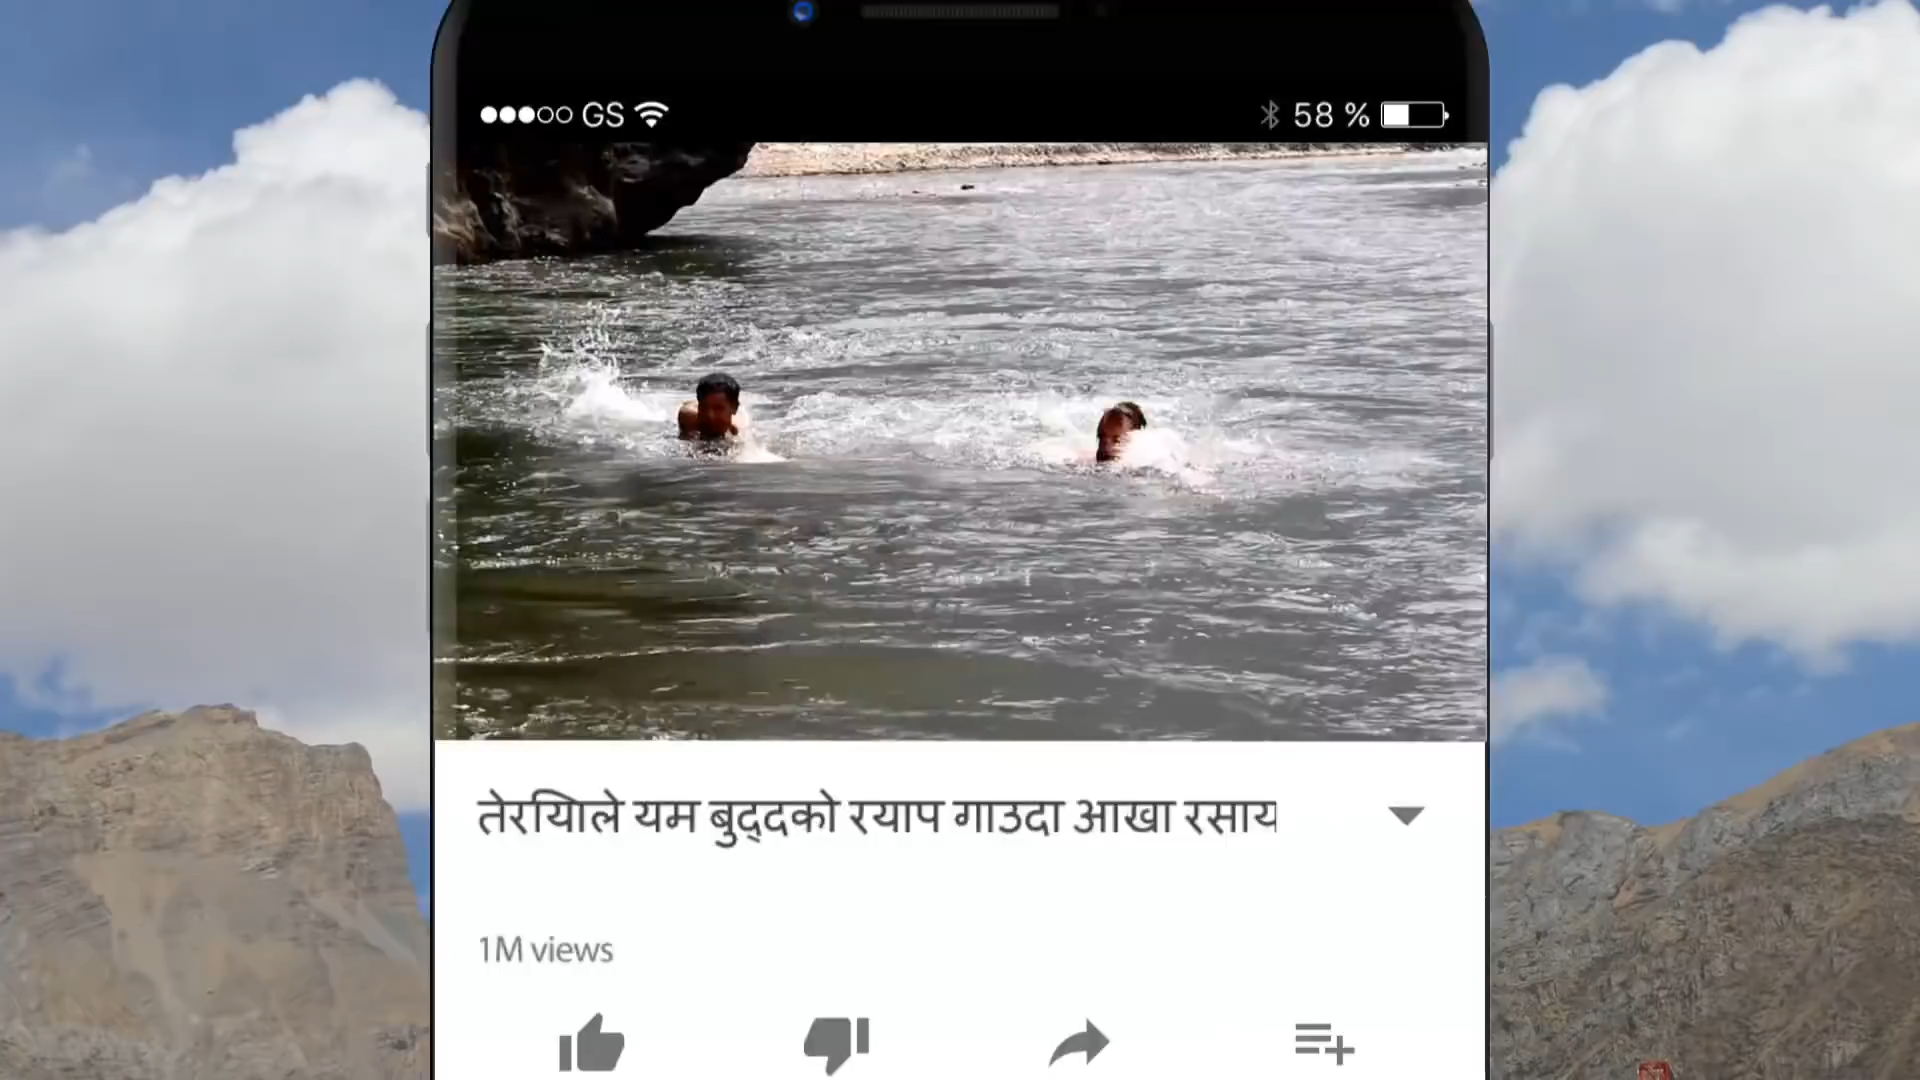 GS 58 %
तेरयािले यम बुद्दको रयाप गाउदा आखा रसाय
1M views